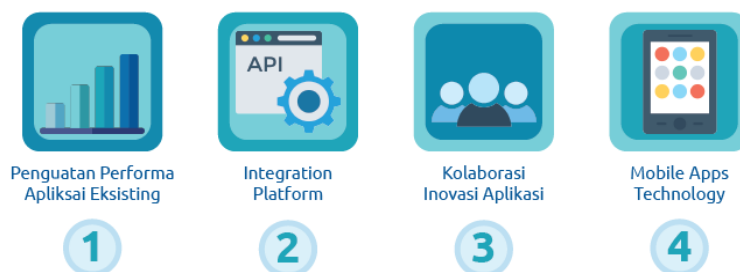 API
Penguatan Performa
Apliksai Eksisting
Integration
Platform
Kolaborasi
Inovasi Aplikasi
Mobile Apps
Technology
1
2
3
4